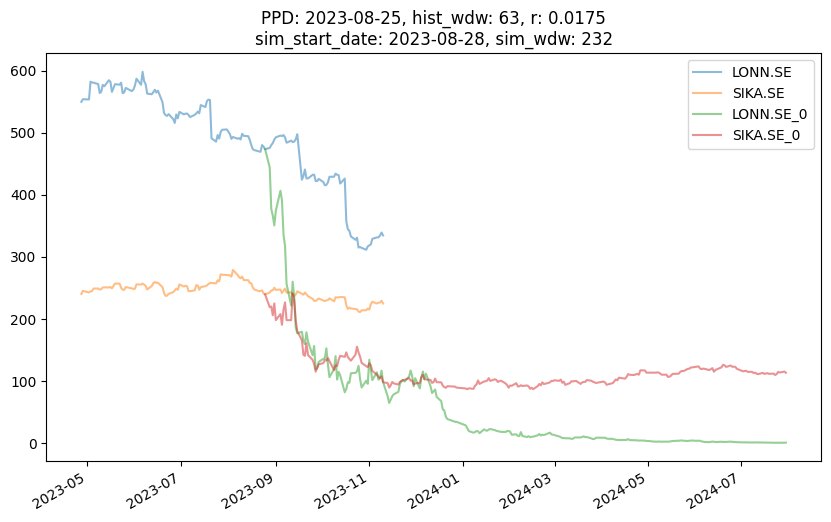 PPD: 2023-08-25, hist_wdw: 63, r: 0.0175
sim_start_date: 2023-08-28, sim_wdw: 232
LONN.SE
SIKA.SE
LONN.SE_0
SIKA.SE_0
600
500
400
300
200
100
0
2023-05
2023-07
2023-09
2023-11
2024-01
2024-03
2024-05
2024-07